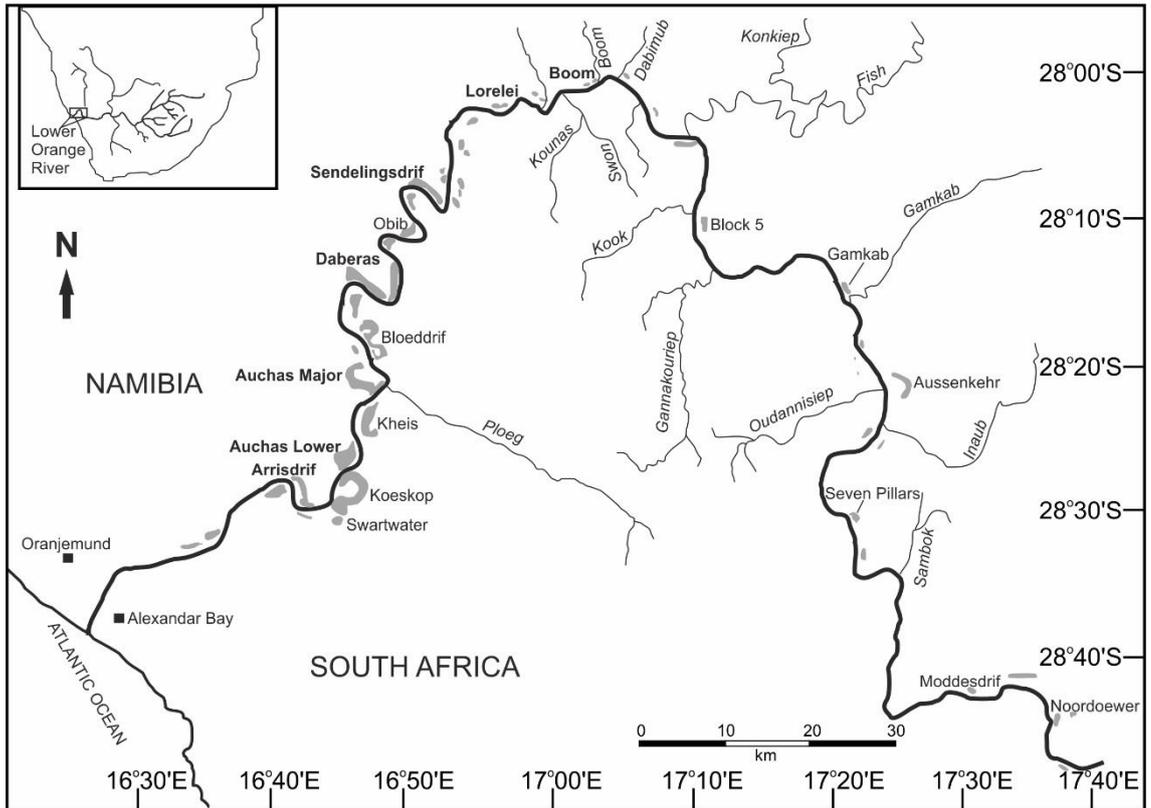 Lower
Orange
River
N
NAMIBIA
SOUTH AFRICA
ATLANTIC OCEAN
Konkiep
Fish
Boom
Dabimub
Boom
Lorelei
Kounas
Swon
Sendelingsdrif
Obib
Daberas
Kook
Block 5
Gamkab
Gamkab
Bloeddrif
Auchas Major
Kheis
Ploeg
Gannakouriep
Oudannisiep
Aussenkehr
Inaub
Auchas Lower
Arrisdrif
Koeskop
Swartwater
Seven Pillars
Sambok
Oranjemund
Alexandar Bay
Moddesdrif
Noordoewer
0 10 20 30
km
28°00'S
28°10'S
28°20'S
28°30'S
28°40'S
16°30'E 16°40'E 16°50'E 17°00'E 17°10'E 17°20'E 17°30'E 17°40'E